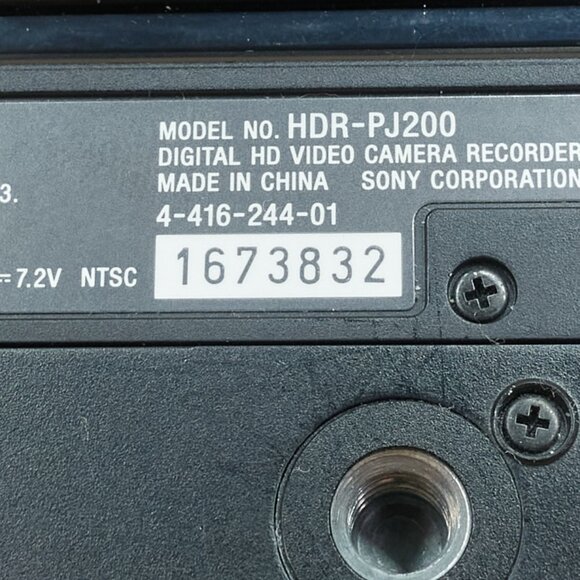 MODEL NO. HDR-PJ200
DIGITAL HD VIDEO CAMERA RECORDER
MADE IN CHINA SONY CORPORATION
3.
4-416-244-01
⎓7.2V NTSC 1673832